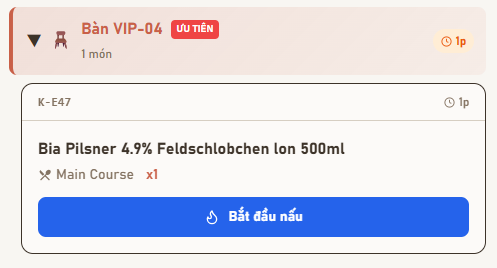 Bàn VIP-04 ƯU TIÊN
1 món
1p
K-E47
1p
Bia Pilsner 4.9% Feldschlobchen lon 500ml
Main Course x1
Bắt đầu nấu